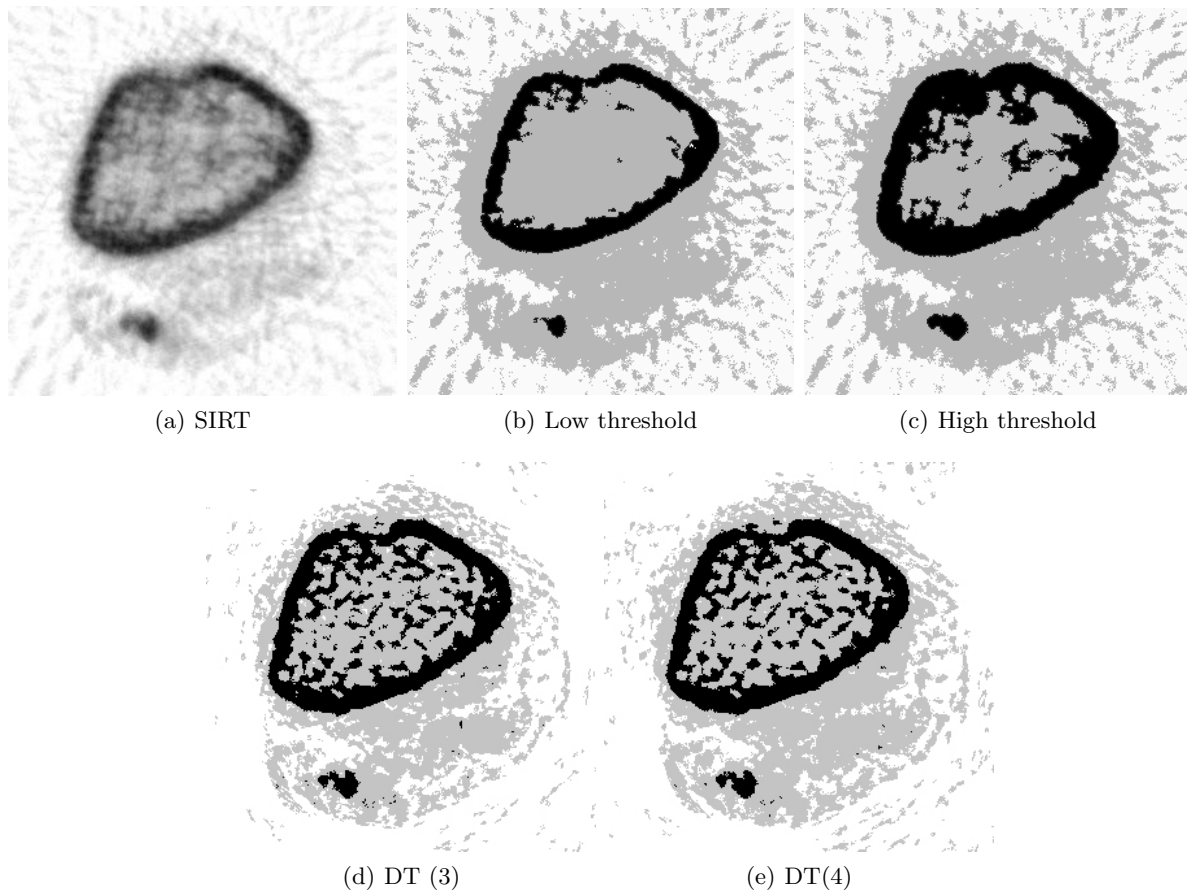 (a) SIRT
(b) Low threshold
(c) High threshold
(d) DT (3)
(e) DT(4)